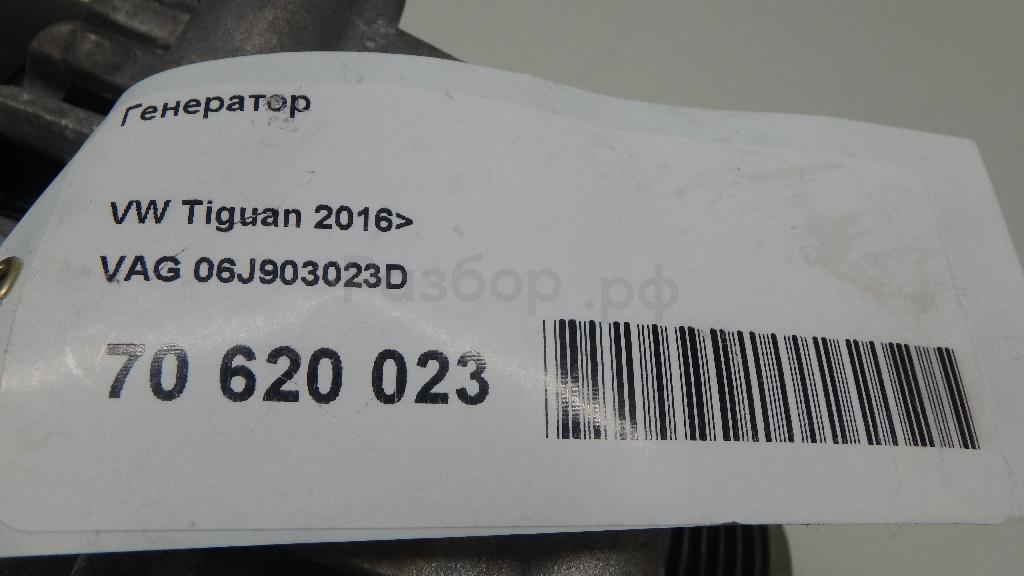 Генератор
VW Tiguan 2016>
VAG 06J903023D
Разбор.рф
70 620 023